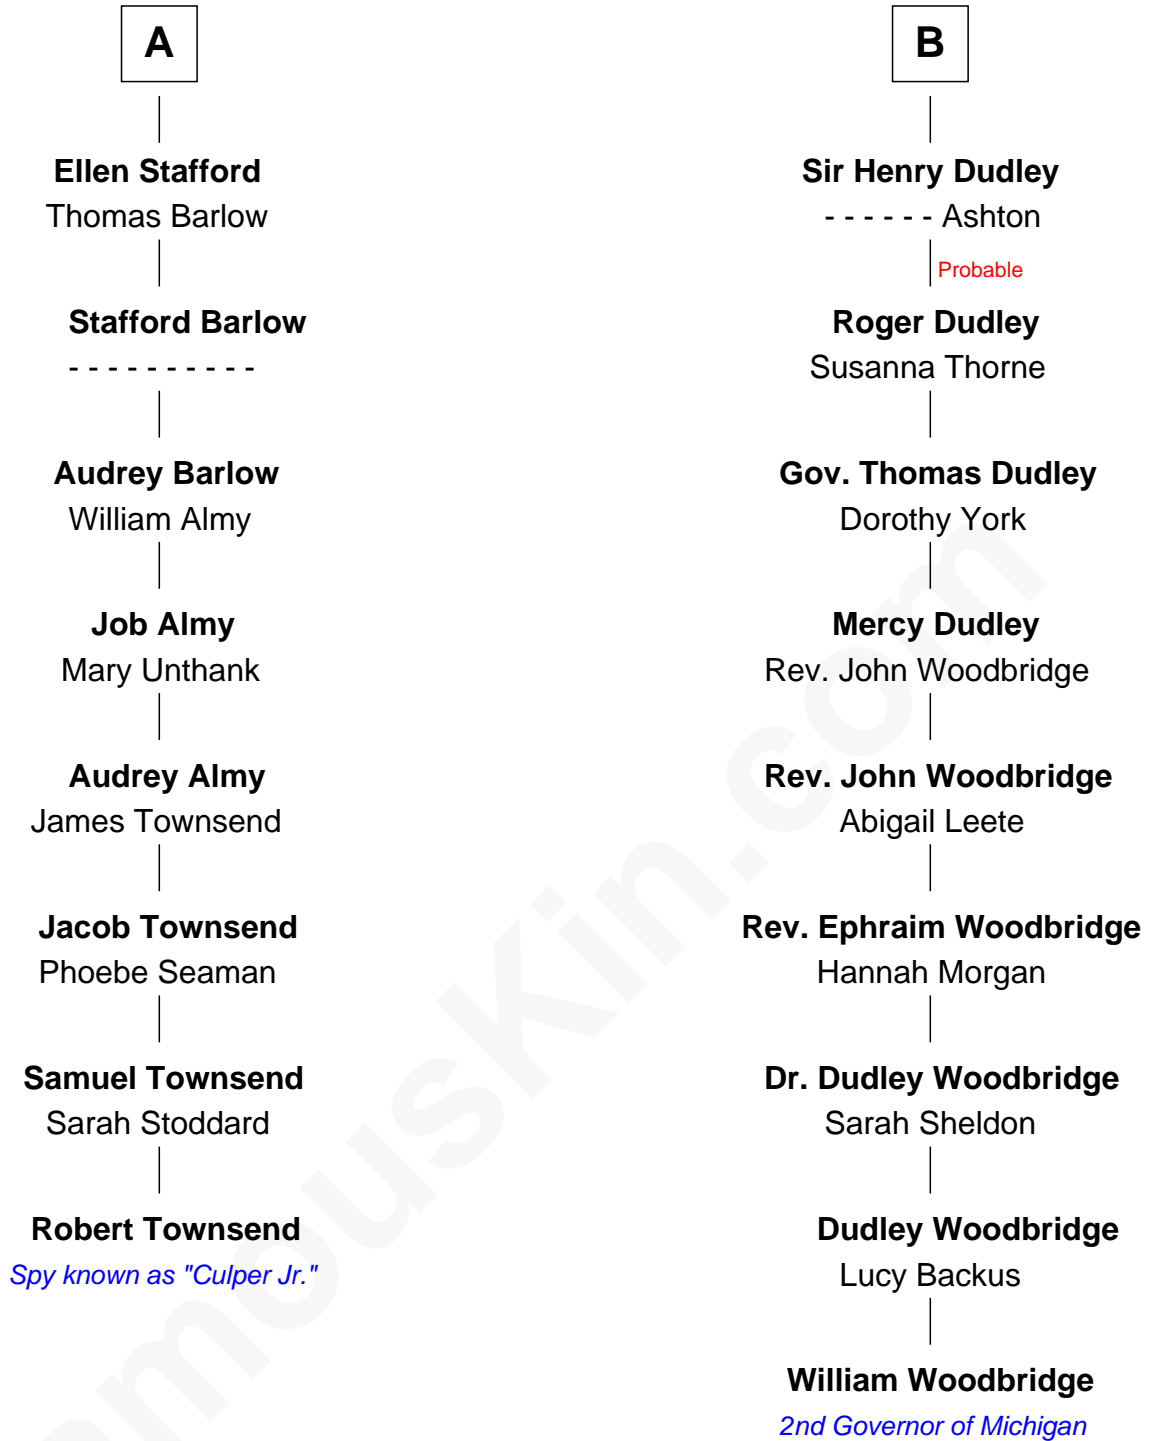 A
Ellen Stafford
Thomas Barlow
Stafford Barlow
- - - - - - - - - -
Audrey Barlow
William Almy
Job Almy
Mary Unthank
Audrey Almy
James Townsend
Jacob Townsend
Phoebe Seaman
Samuel Townsend
Sarah Stoddard
Robert Townsend
Spy known as "Culper Jr."
B
Sir Henry Dudley
- - - - - - Ashton
Probable
Roger Dudley
Susanna Thorne
Gov. Thomas Dudley
Dorothy York
Mercy Dudley
Rev. John Woodbridge
Rev. John Woodbridge
Abigail Leete
Rev. Ephraim Woodbridge
Hannah Morgan
Dr. Dudley Woodbridge
Sarah Sheldon
Dudley Woodbridge
Lucy Backus
William Woodbridge
2nd Governor of Michigan
amouskin.com